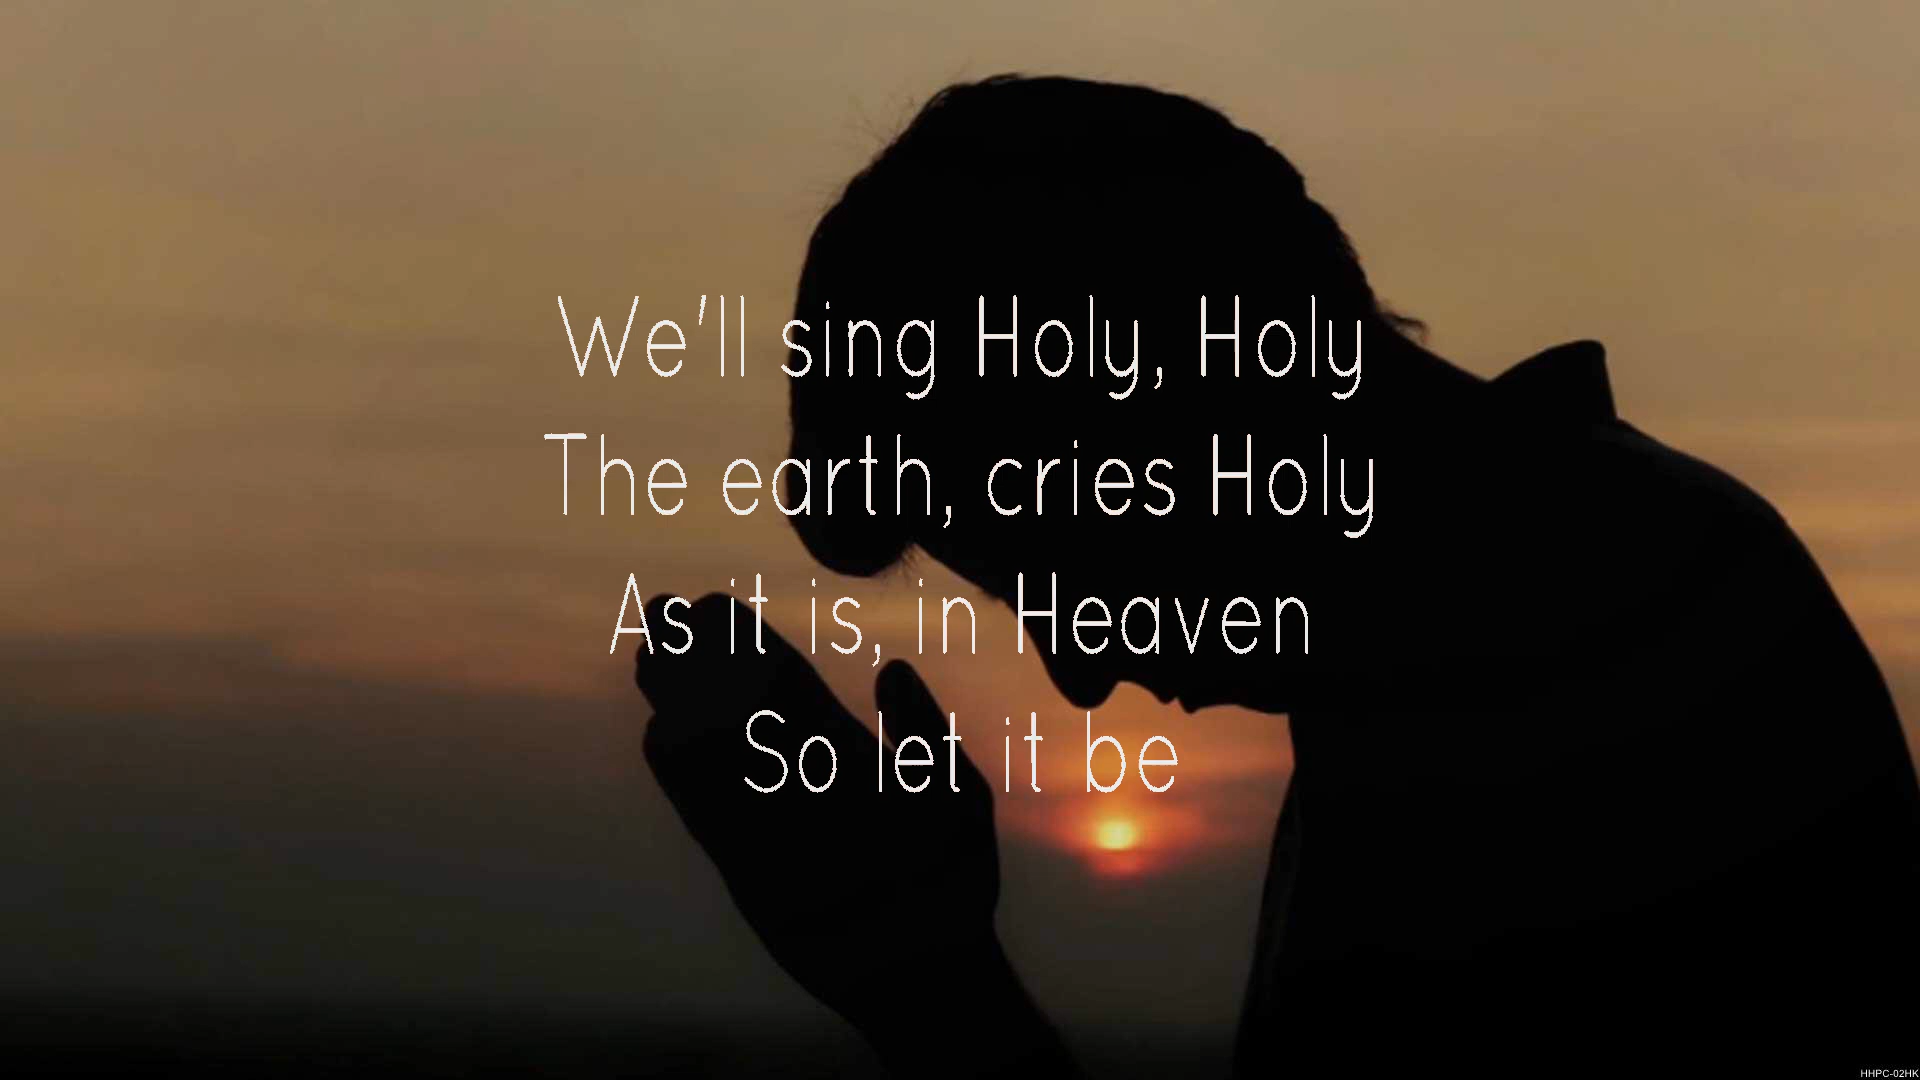 We'll sing Holy, Holy
The earth, cries Holy
As it is, in Heaven
So let it be
HHPC-02HK